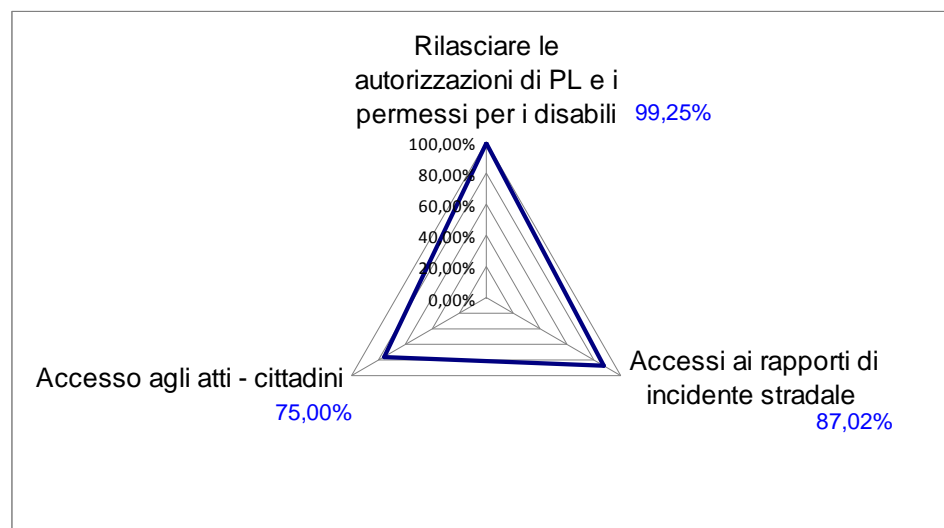 Rilasciare le
autorizzazioni di PL e i
permessi per i disabili
99,25%
100,00%
80,00%
60,00%
40,00%
20,00%
0,00%
Accessi ai rapporti di
incidente stradale
87,02%
Accesso agli atti - cittadini
75,00%